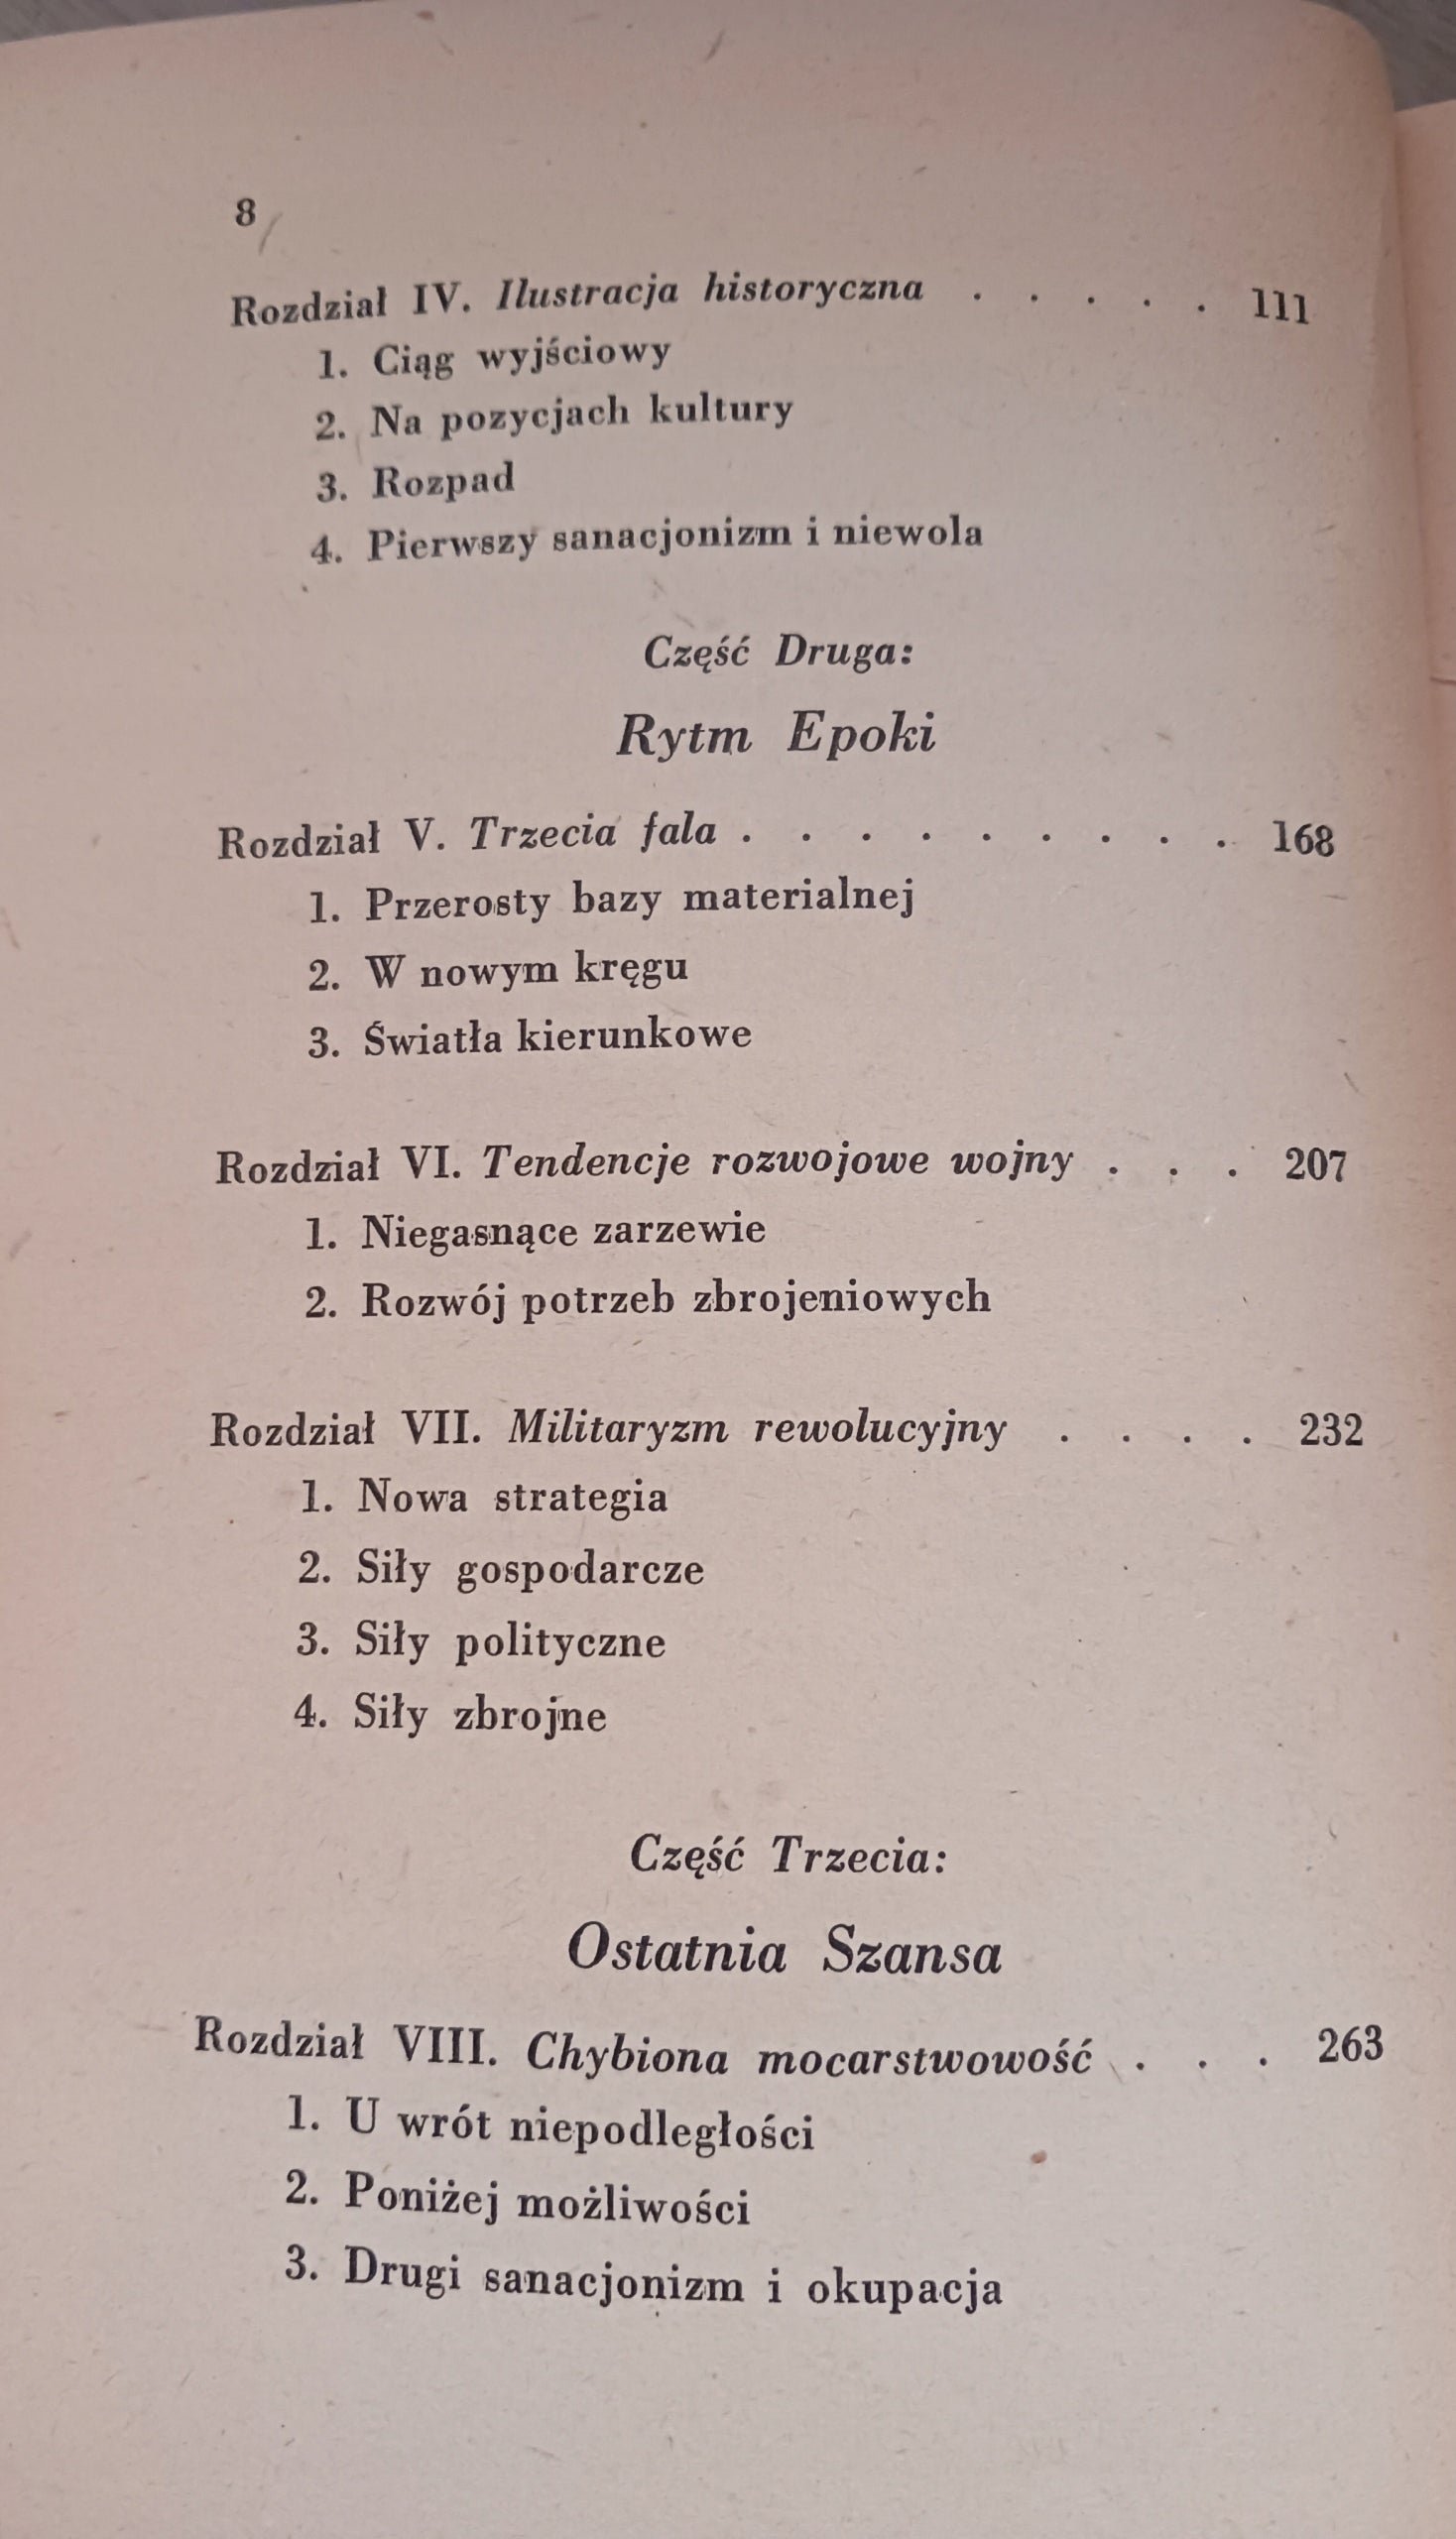 8
Rozdział IV. Ilustracja historyczna . . . . . 111
1. Ciąg wyjściowy
2. Na pozycjach kultury
3. Rozpad
4. Pierwszy sanacjonizm i niewola
Część Druga:
Rytm Epoki
Rozdział V. Trzecia fala . . . . . . . . . 168
1. Przerosty bazy materialnej
2. W nowym kręgu
3. Światła kierunkowe
Rozdział VI. Tendencje rozwojowe wojny . . . 207
1. Niegasnące zarzewie
2. Rozwój potrzeb zbrojeniowych
Rozdział VII. Militaryzm rewolucyjny . . . . 232
1. Nowa strategia
2. Siły gospodarcze
3. Siły polityczne
4. Siły zbrojne
Część Trzecia:
Ostatnia Szansa
Rozdział VIII. Chybiona mocarstwowość . . . 263
1. U wrót niepodległości
2. Poniżej możliwości
3. Drugi sanacjonizm i okupacja